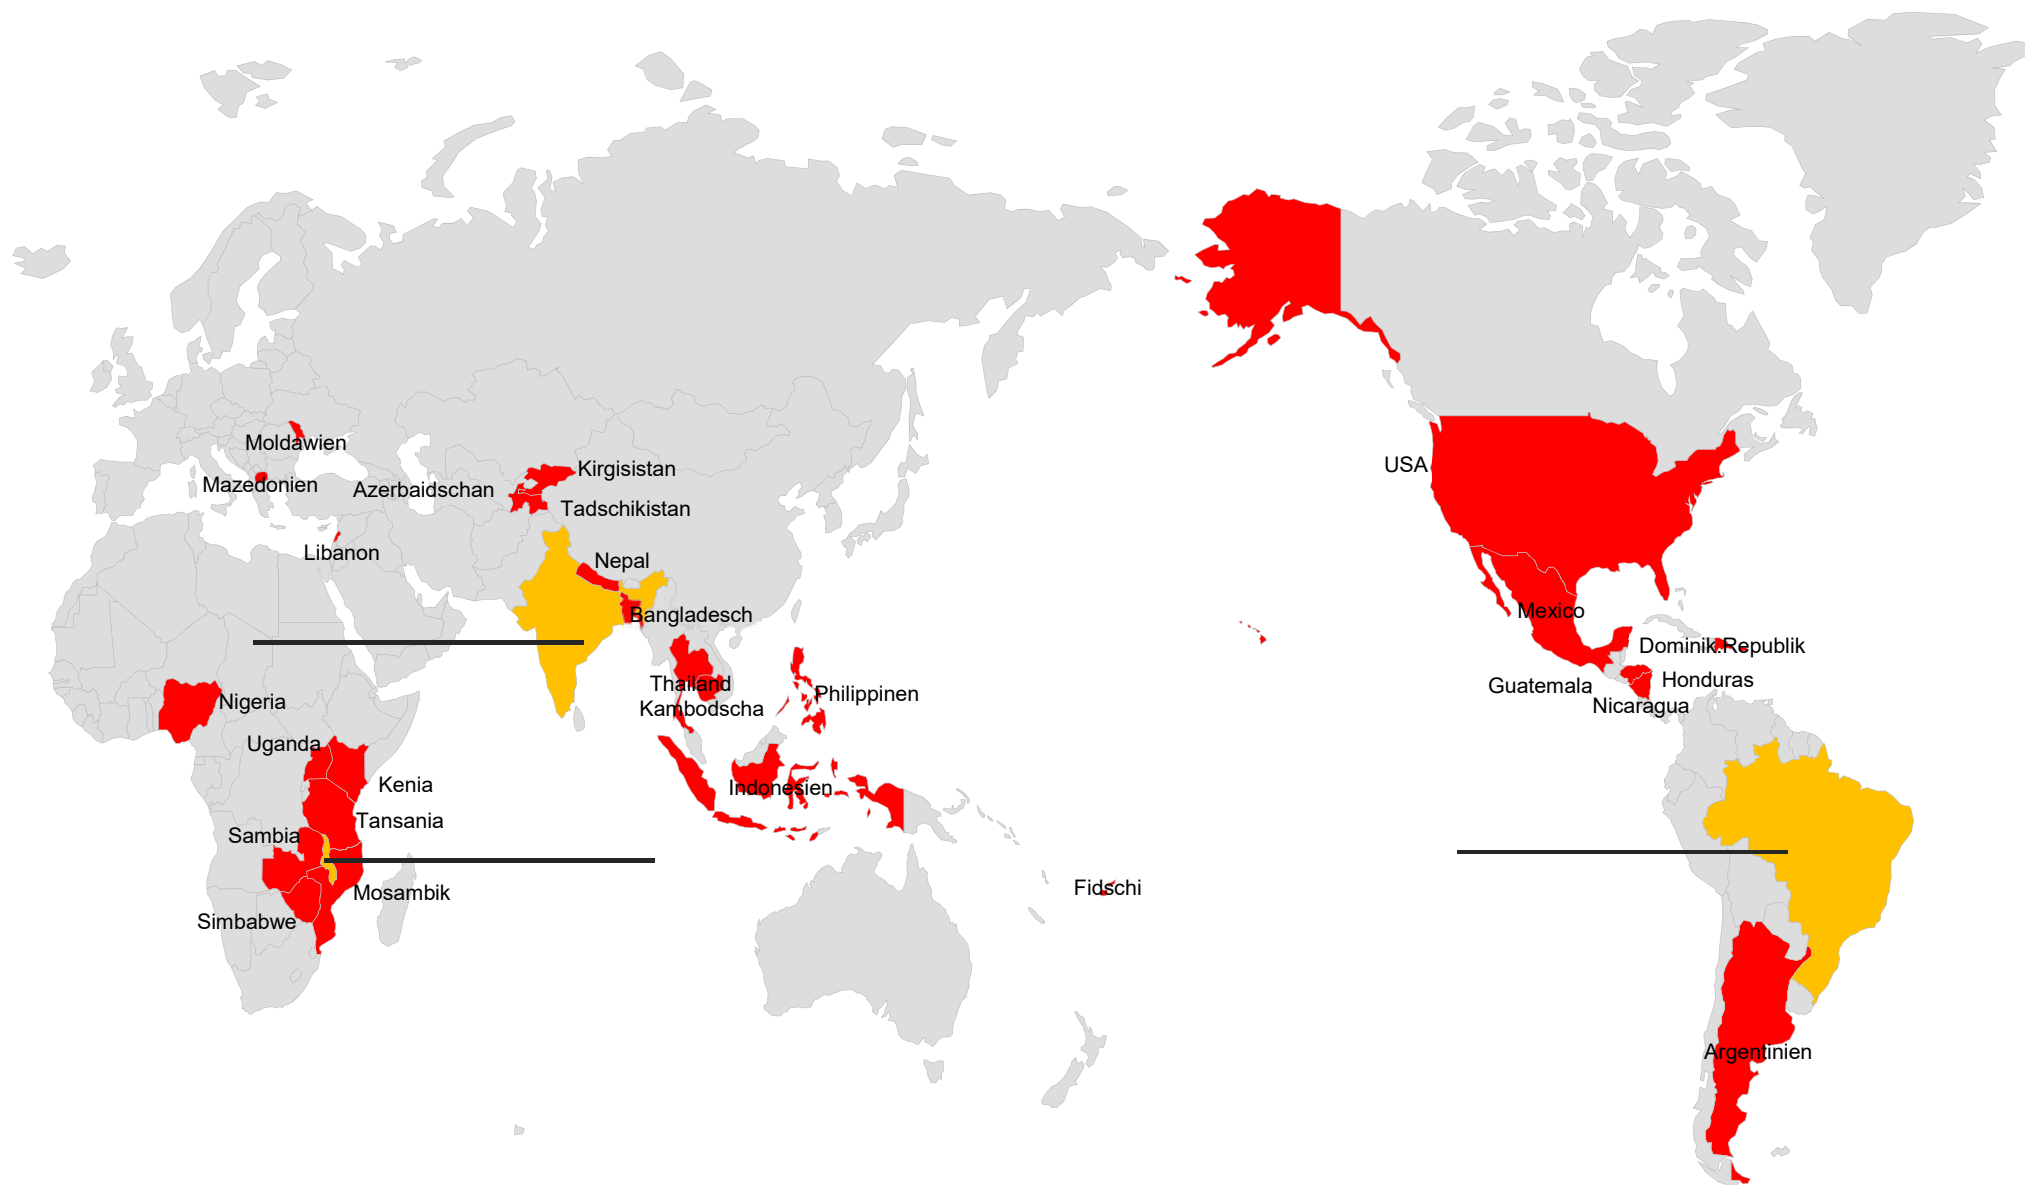 Moldawien
Mazedonien
Azerbaidschan
Kirgisistan
Tadschikistan
Libanon
Nepal
Bangladesch
Thailand
Kambodscha
Philippinen
Indonesien
Nigeria
Uganda
Kenia
Tansania
Sambia
Mosambik
Simbabwe
Fidschi
USA
Mexico
Dominik.Republik
Guatemala
Honduras
Nicaragua
Argentinien